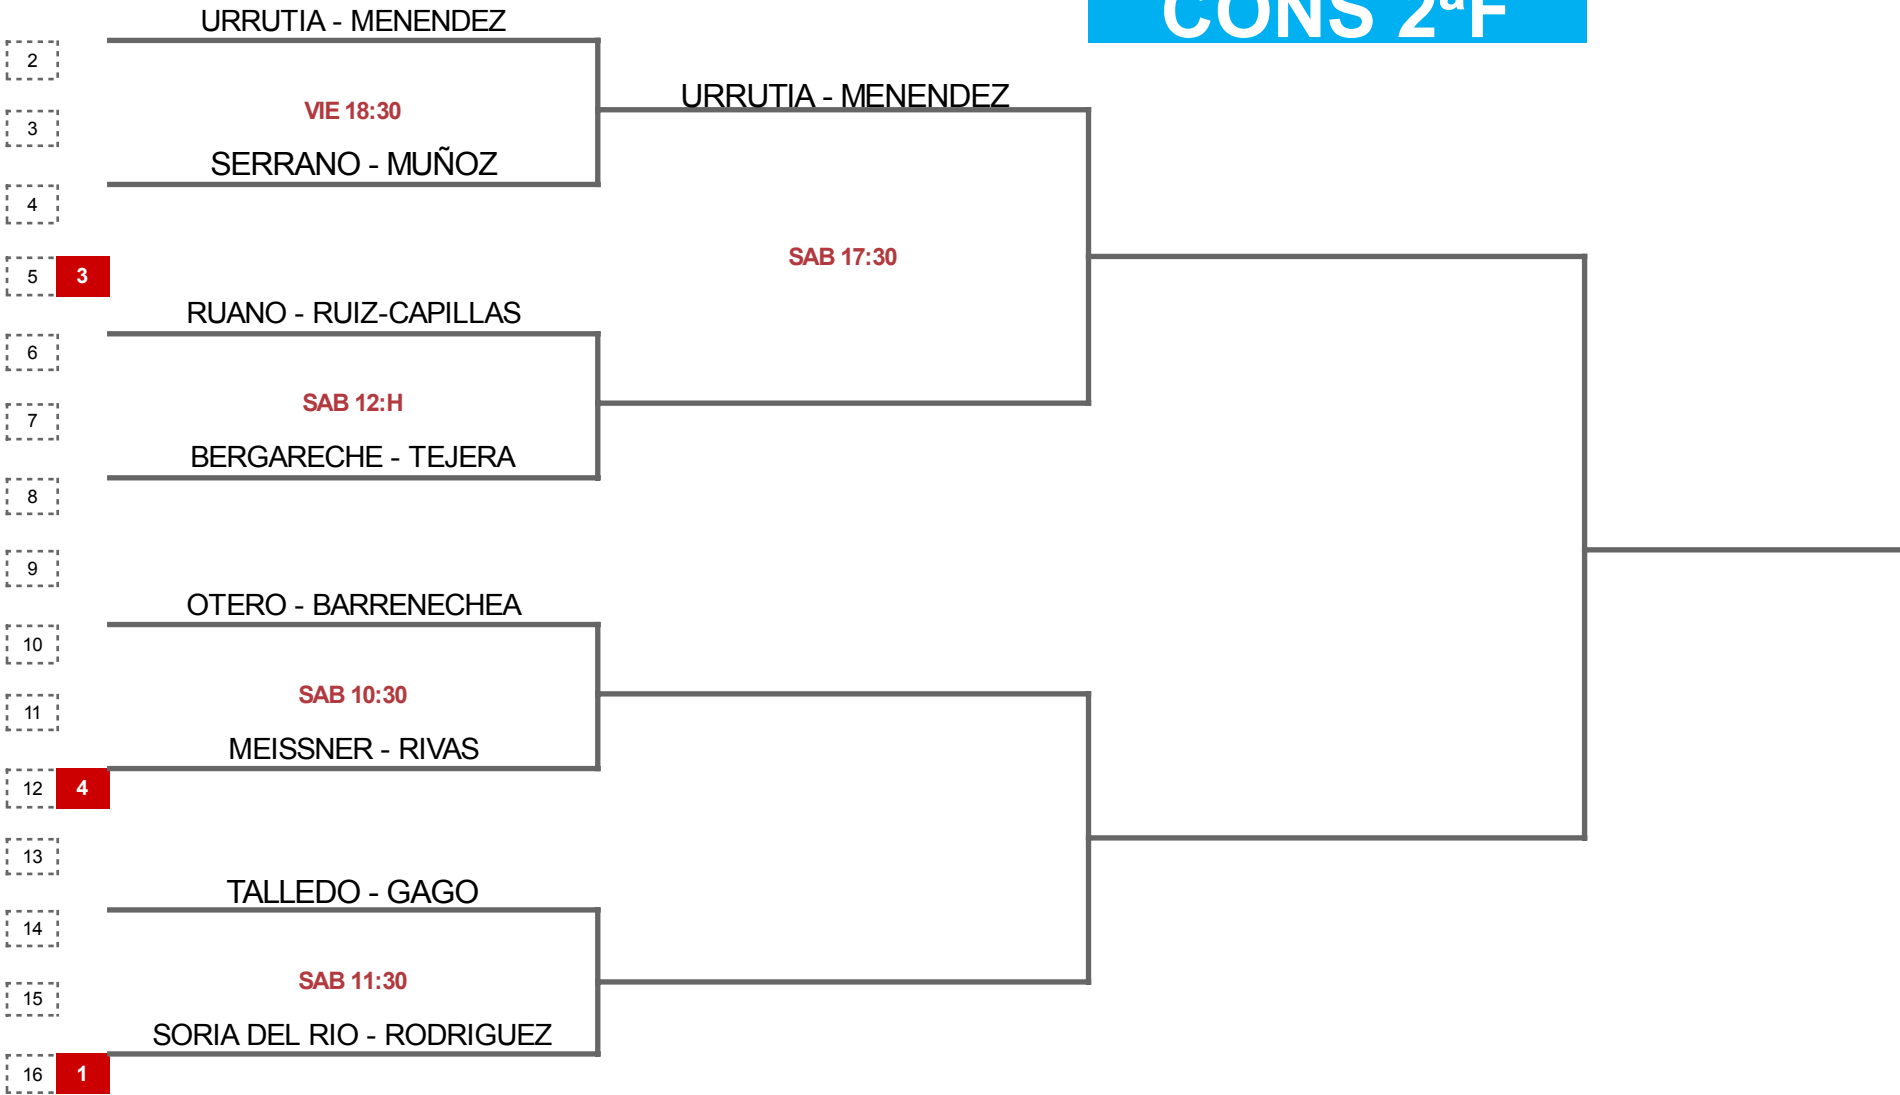 CONS 2ªF
URRUTIA - MENENDEZ
2
VIE 18:30
URRUTIA - MENENDEZ
3
SERRANO - MUÑOZ
4
SAB 17:30
5 3
RUANO - RUIZ-CAPILLAS
6
SAB 12:H
7
BERGARECHE - TEJERA
8
9
OTERO - BARRENECHEA
10
SAB 10:30
11
MEISSNER - RIVAS
12 4
13
TALLEDO - GAGO
14
SAB 11:30
15
SORIA DEL RIO - RODRIGUEZ
16 1